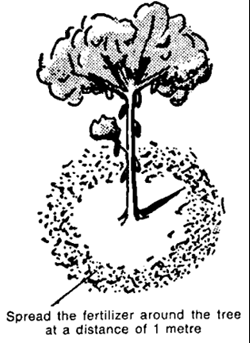 Spread the fertilizer around the tree
at a distance of 1 metre